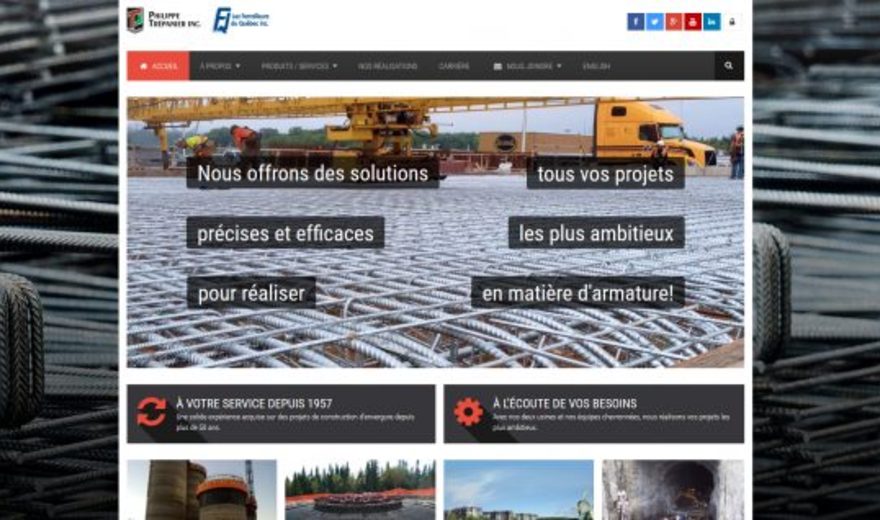 PHILIPPE
TREPANIER INC.
Les ferrailleurs
du Québec inc.
ACCUEIL À PROPOS PRODUITS / SERVICES NOS RÉALISATIONS CARRIÈRE NOUS JOINDRE ENGLISH
Nous offrons des solutions
précises et efficaces
pour réaliser
tous vos projets
les plus ambitieux
en matière d'armature!
À VOTRE SERVICE DEPUIS 1957
Une solide expérience acquise sur des projets de construction d'envergure depuis
plus de 58 ans.
À L'ÉCOUTE DE VOS BESOINS
Avec nos deux usines et nos équipes chevronnées, nous réalisons vos projets les
plus ambitieux.